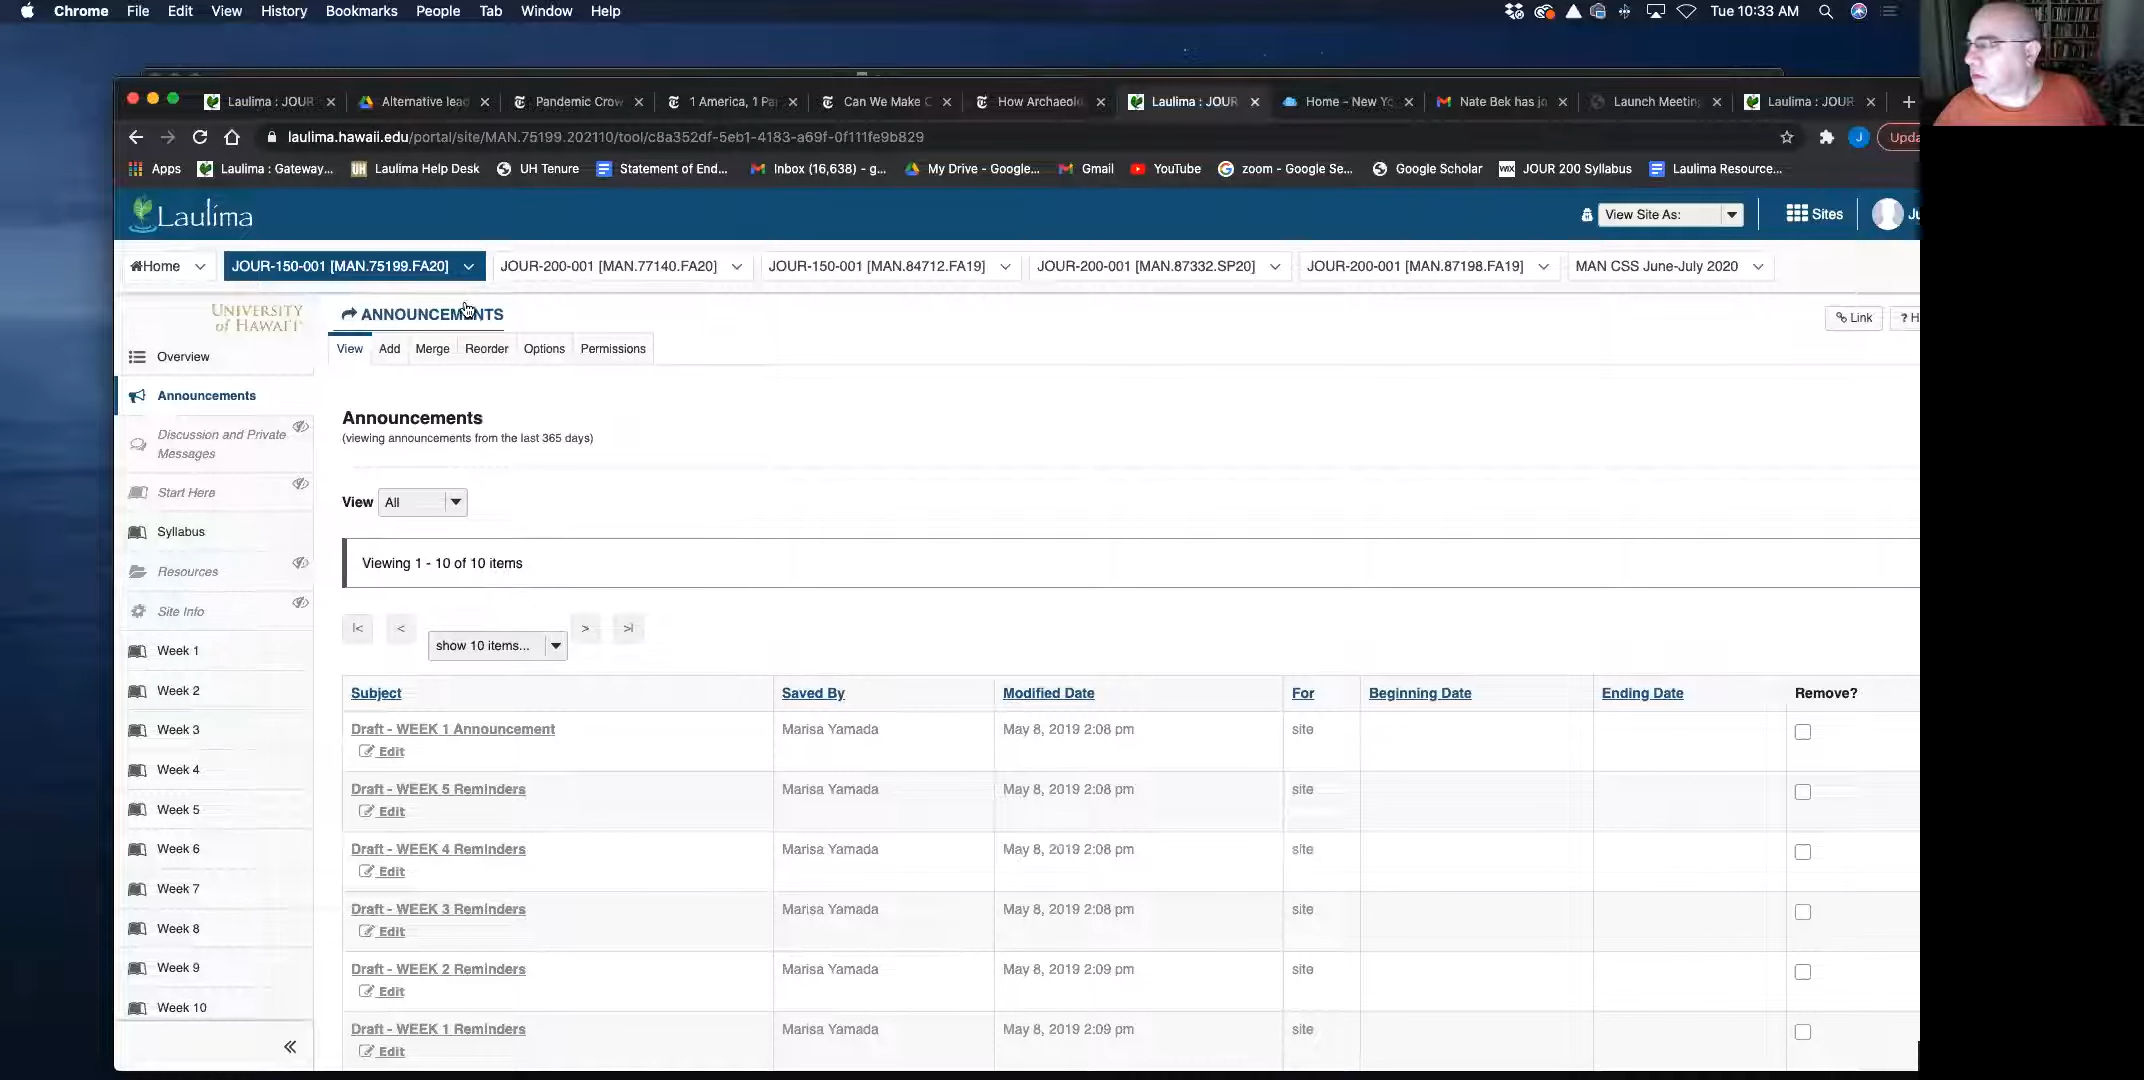 Chrome File Edit View History Bookmarks People Tab Window Help
Tue 10:33 AM
Laulima : JOUR
Alternative lead
Pandemic Crow
1 America, 1 Pa
Can We Make C
How Archaeol
Laulima : JOUR
Home - New Yo
Nate Bek has jo
Launch Meeting
Laulima : JOUR
laulima.hawaii.edu/portal/site/MAN.75199.202110/tool/c8a352df-5eb1-4183-a69f-0f111fe9b829
J
Upda
Apps
Laulima : Gateway...
Laulima Help Desk
UH Tenure
Statement of End...
Inbox (16,638) - g...
My Drive - Google...
Gmail
YouTube
zoom - Google Se...
Google Scholar
JOUR 200 Syllabus
Laulima Resource...
Laulima
View Site As:
Sites
Ju
Home
JOUR-150-001 [MAN.75199.FA20]
JOUR-200-001 [MAN.77140.FA20]
JOUR-150-001 [MAN.84712.FA19]
JOUR-200-001 [MAN.87332.SP20]
JOUR-200-001 [MAN.87198.FA19]
MAN CSS June-July 2020
UNIVERSITY
of HAWAI'I
Overview
Announcements
Discussion and Private
Messages
Start Here
Syllabus
Resources
Site Info
Week 1
Week 2
Week 3
Week 4
Week 5
Week 6
Week 7
Week 8
Week 9
Week 10
«
ANNOUNCEMENTS
Link
? H
View Add Merge Reorder Options Permissions
Announcements
(viewing announcements from the last 365 days)
View All
Viewing 1 - 10 of 10 items
|< < show 10 items... > >|
Subject Saved By Modified Date For Beginning Date Ending Date Remove?
Draft - WEEK 1 Announcement Marisa Yamada May 8, 2019 2:08 pm site
Edit
Draft - WEEK 5 Reminders Marisa Yamada May 8, 2019 2:08 pm site
Edit
Draft - WEEK 4 Reminders Marisa Yamada May 8, 2019 2:08 pm site
Edit
Draft - WEEK 3 Reminders Marisa Yamada May 8, 2019 2:08 pm site
Edit
Draft - WEEK 2 Reminders Marisa Yamada May 8, 2019 2:09 pm site
Edit
Draft - WEEK 1 Reminders Marisa Yamada May 8, 2019 2:09 pm site
Edit